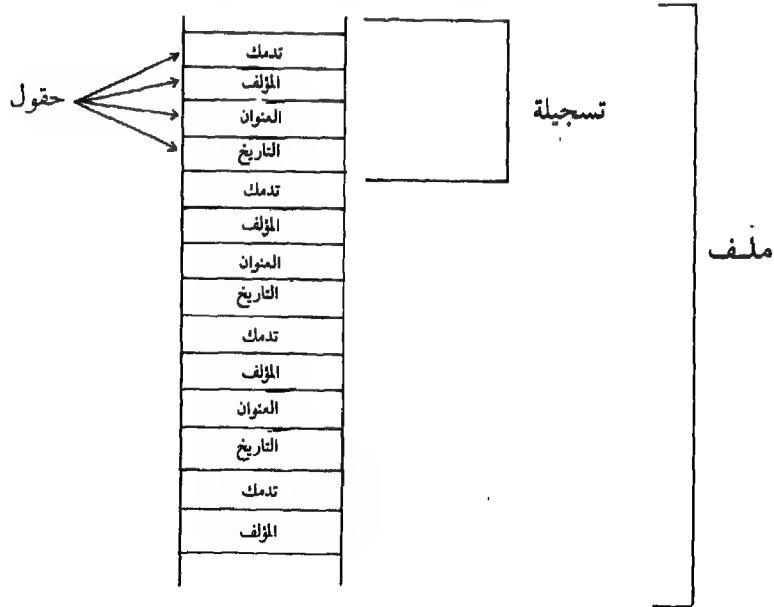 تدمك
المؤلف
حقول
العنوان
تسجيلة
التاريخ
تدمك
المؤلف
ملف
العنوان
التاريخ
تدمك
المؤلف
العنوان
التاريخ
تدمك
المؤلف